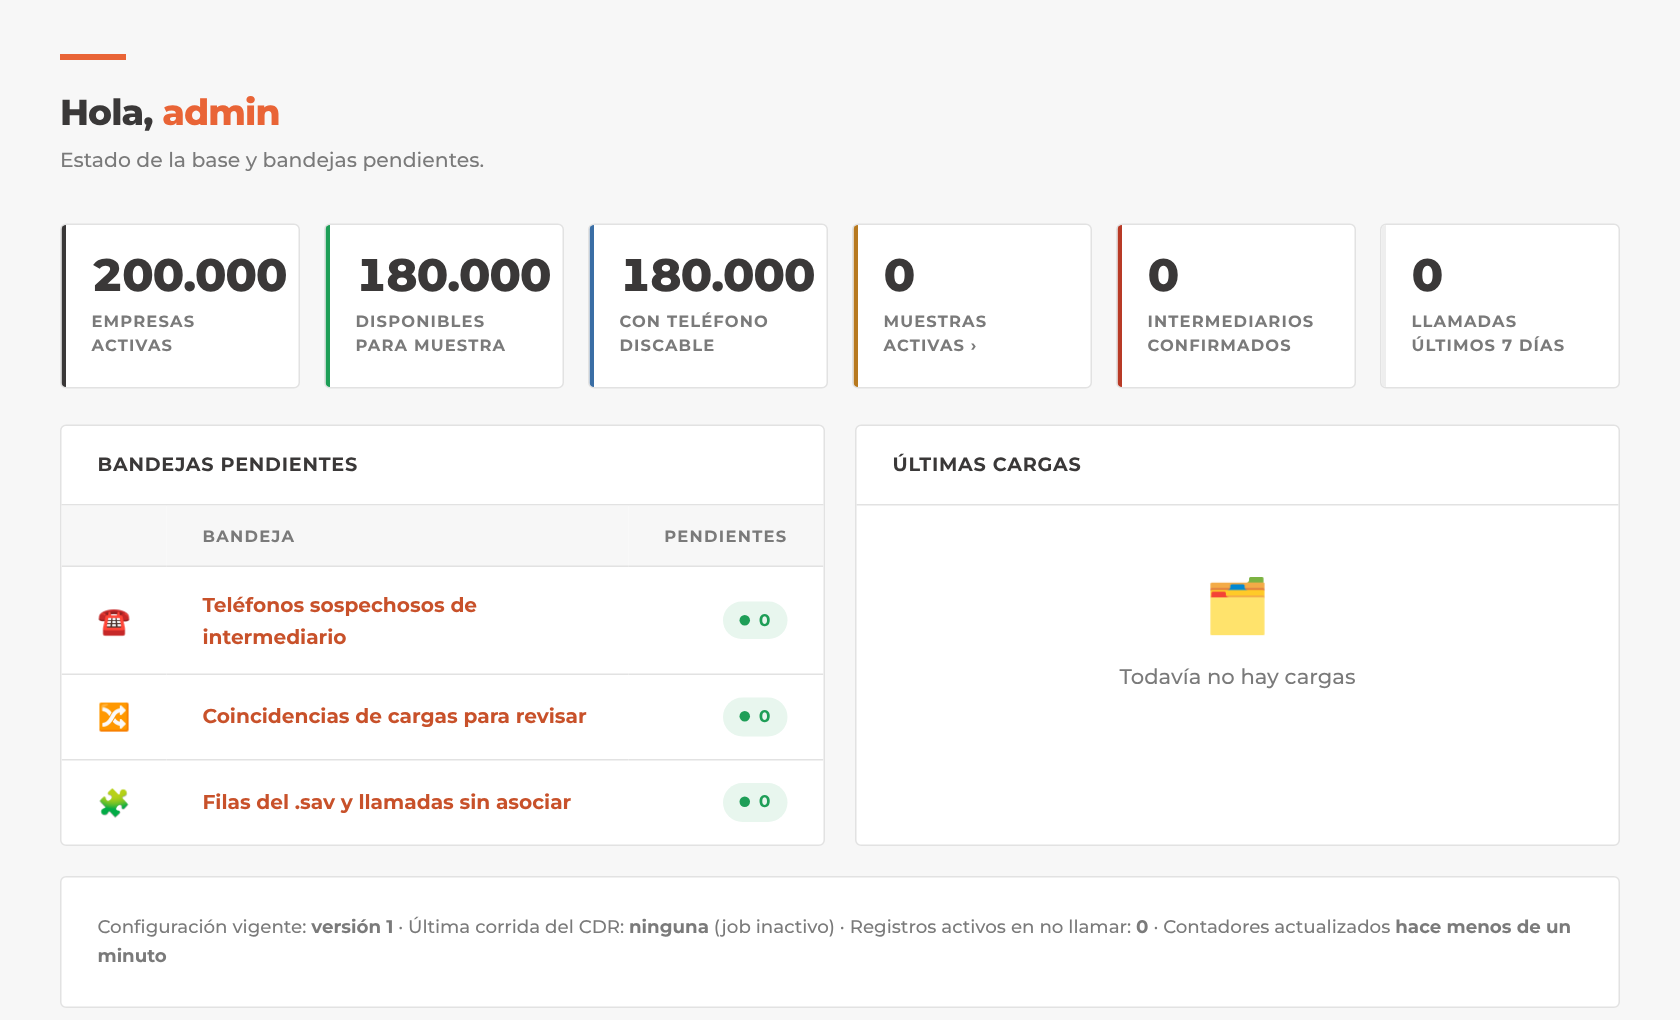 Hola, admin
Estado de la base y bandejas pendientes.
200.000
EMPRESAS
ACTIVAS
180.000
DISPONIBLES
PARA MUESTRA
180.000
CON TELÉFONO
DISCABLE
0
MUESTRAS
ACTIVAS ›
0
INTERMEDIARIOS
CONFIRMADOS
0
LLAMADAS
ÚLTIMOS 7 DÍAS
BANDEJAS PENDIENTES
BANDEJA PENDIENTES
Teléfonos sospechosos de
intermediario
0
Coincidencias de cargas para revisar 0
Filas del .sav y llamadas sin asociar 0
ÚLTIMAS CARGAS
Todavía no hay cargas
Configuración vigente: versión 1 · Última corrida del CDR: ninguna (job inactivo) · Registros activos en no llamar: 0 · Contadores actualizados hace menos de un
minuto